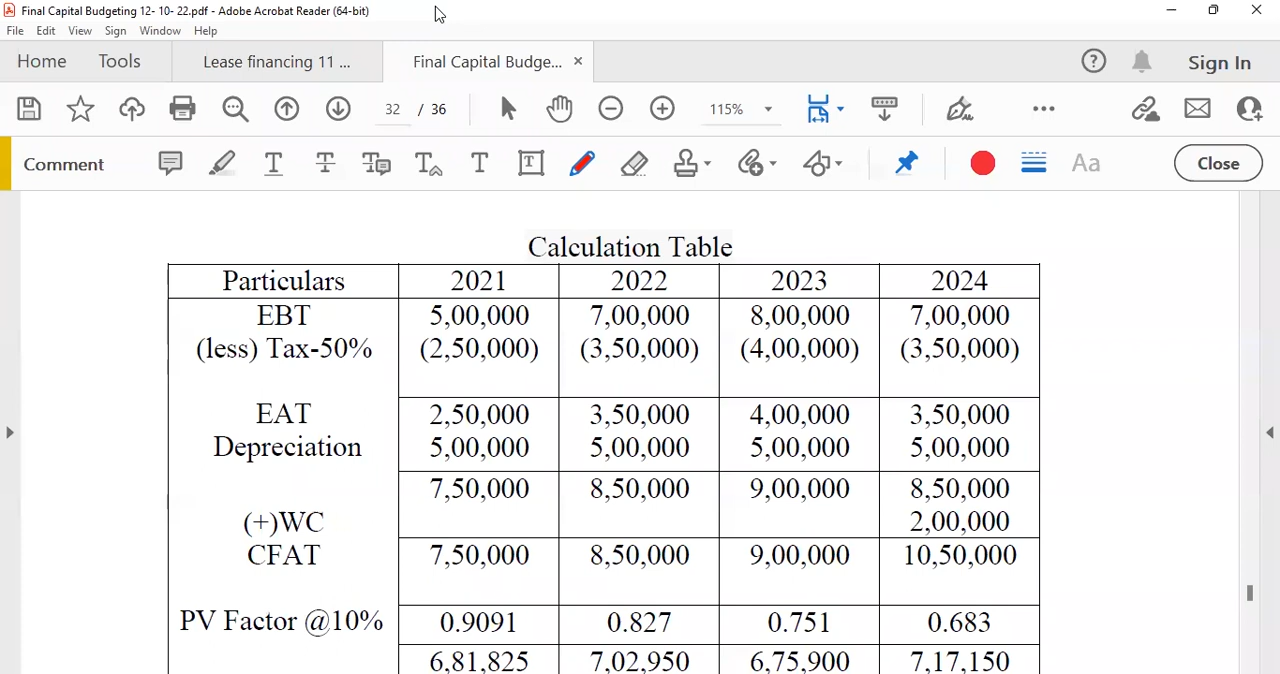 Final Capital Budgeting 12- 10- 22.pdf - Adobe Acrobat Reader (64-bit)
File Edit View Sign Window Help
Home Tools Lease financing 11 ... Final Capital Budge... × Sign In
32 / 36 115%
Comment Aa Close
Calculation Table
Particulars 2021 2022 2023 2024
EBT 5,00,000 7,00,000 8,00,000 7,00,000
(less) Tax-50% (2,50,000) (3,50,000) (4,00,000) (3,50,000)
EAT 2,50,000 3,50,000 4,00,000 3,50,000
Depreciation 5,00,000 5,00,000 5,00,000 5,00,000
7,50,000 8,50,000 9,00,000 8,50,000
(+)WC 2,00,000
CFAT 7,50,000 8,50,000 9,00,000 10,50,000
PV Factor @10% 0.9091 0.827 0.751 0.683
6,81,825 7,02,950 6,75,900 7,17,150